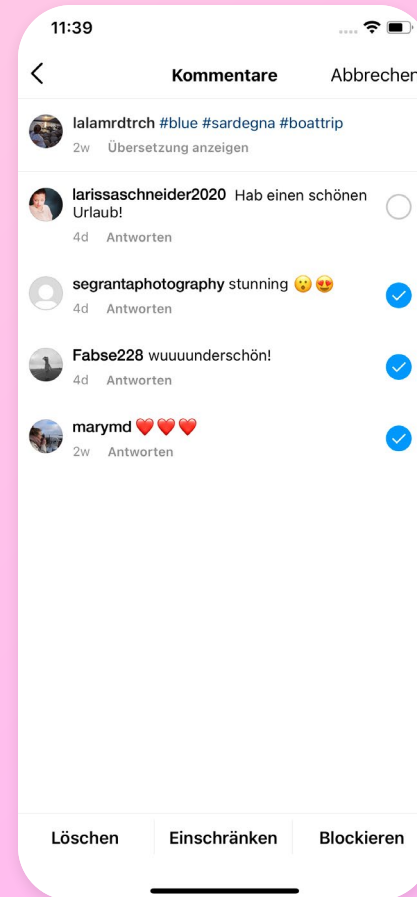 11:39
Kommentare Abbrechen
lalamrdtrch #blue #sardegna #boattrip
2w Übersetzung anzeigen
larissaschneider2020 Hab einen schönen
Urlaub!
4d Antworten
segrantaphotography stunning 😮😍
4d Antworten
Fabse228 wuuuunderschön!
4d Antworten
marymd ❤️❤️❤️
2w Antworten
Löschen Einschränken Blockieren